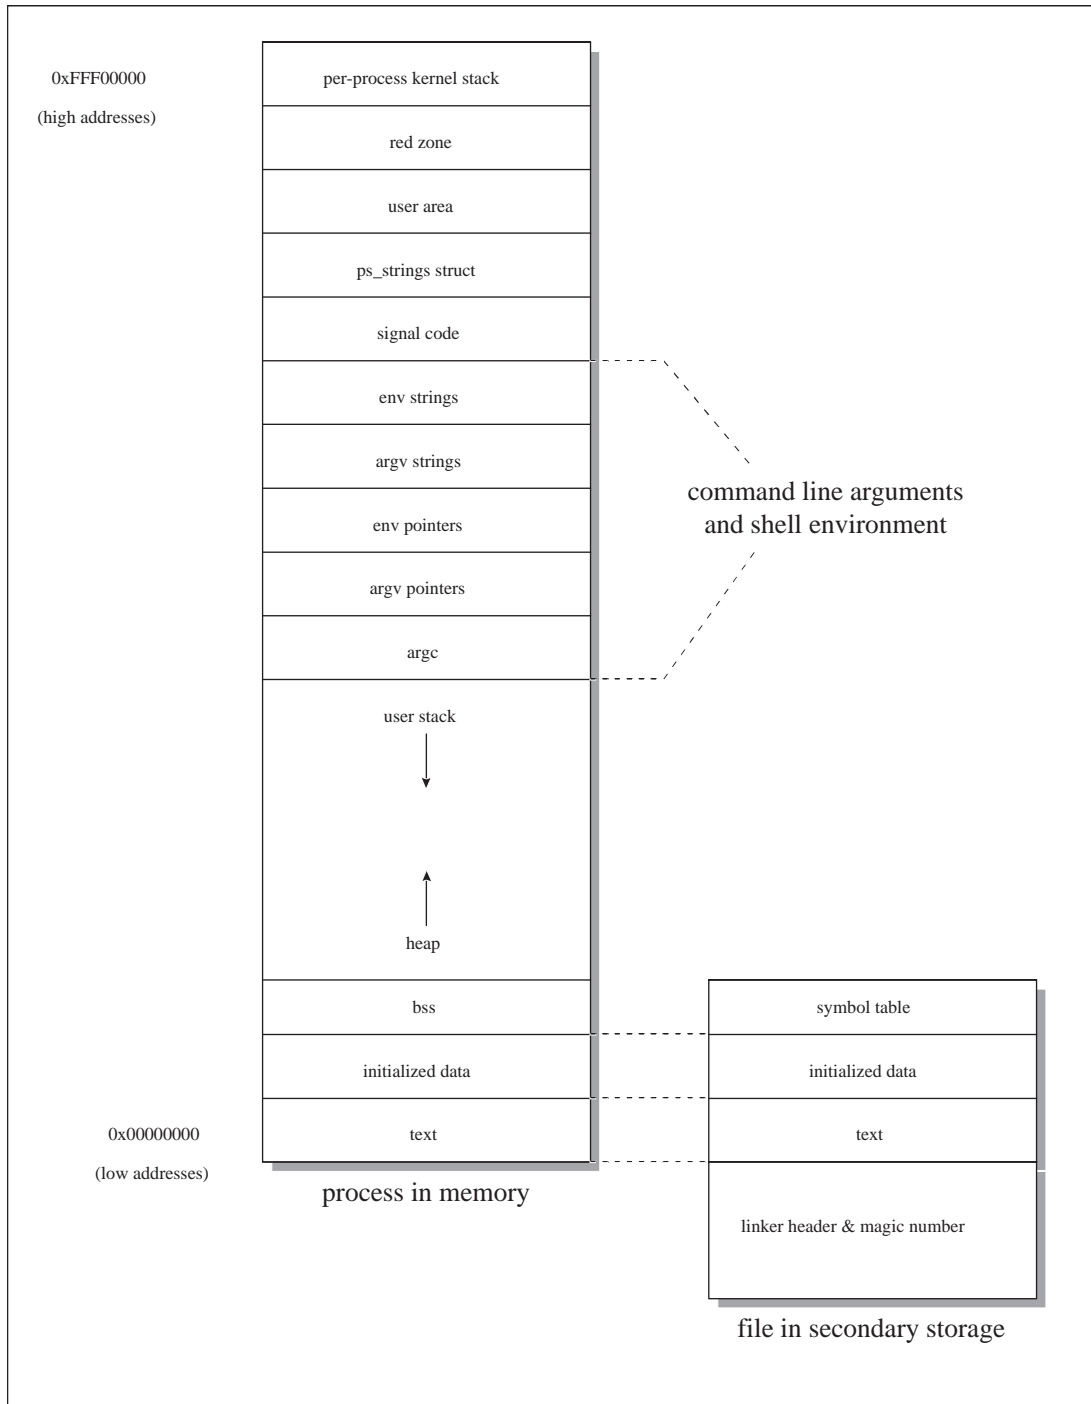 0xFFF00000
(high addresses)
per-process kernel stack
red zone
user area
ps_strings struct
signal code
env strings
argv strings
env pointers
argv pointers
argc
command line arguments
and shell environment
user stack
heap
bss
initialized data
text
0x00000000
(low addresses)
process in memory
symbol table
initialized data
text
linker header & magic number
file in secondary storage